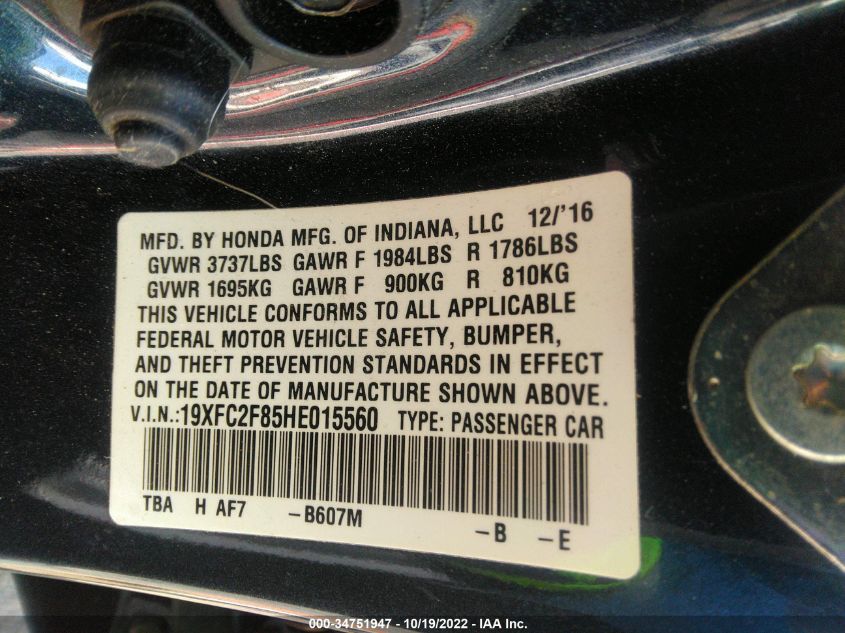 MFD. BY HONDA MFG. OF INDIANA, LLC 12/'16
GVWR 3737LBS GAWR F 1984LBS R 1786LBS
GVWR 1695KG GAWR F 900KG R 810KG
THIS VEHICLE CONFORMS TO ALL APPLICABLE
FEDERAL MOTOR VEHICLE SAFETY, BUMPER,
AND THEFT PREVENTION STANDARDS IN EFFECT
ON THE DATE OF MANUFACTURE SHOWN ABOVE.
V.I.N.:19XFC2F85HE015560 TYPE: PASSENGER CAR
TBA H AF7 –B607M –B –E
000-34751947 - 10/19/2022 - IAA Inc.